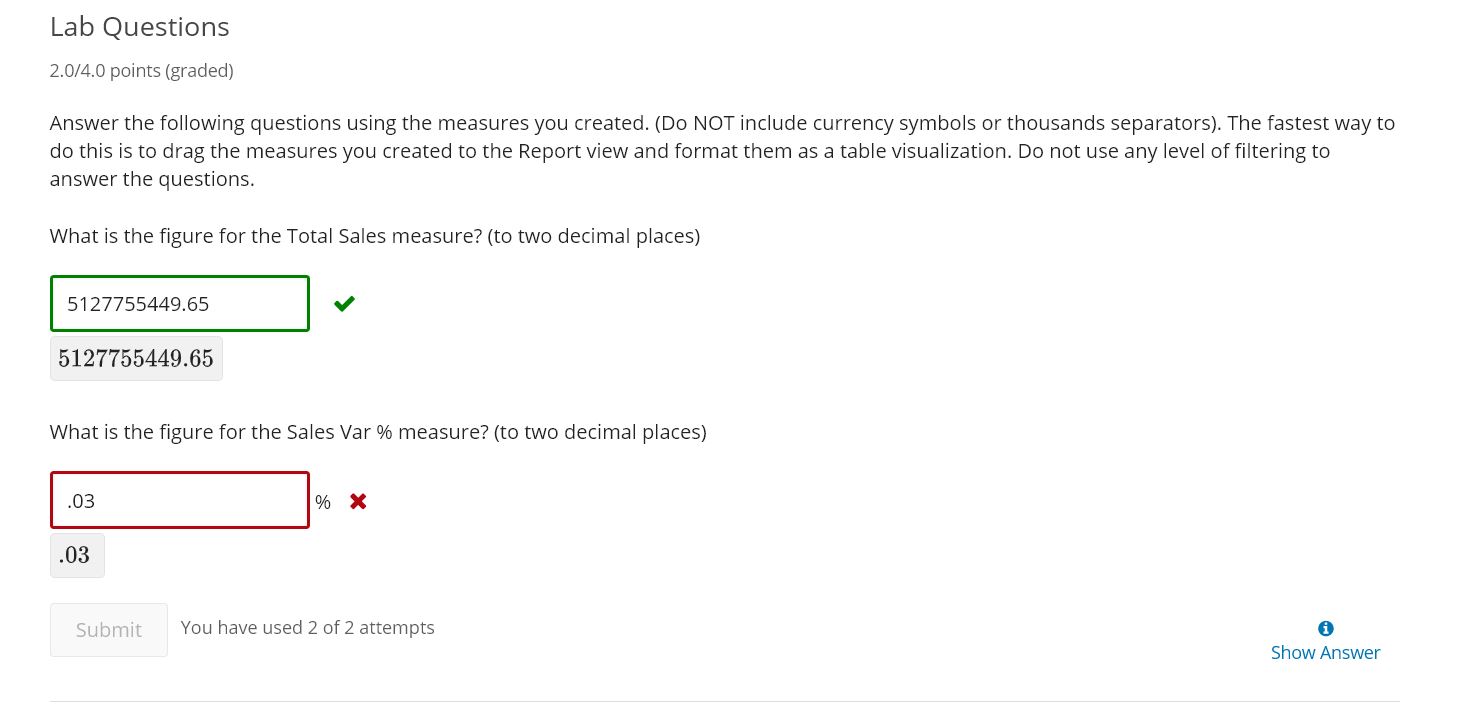 Lab Questions
2.0/4.0 points (graded)
Answer the following questions using the measures you created. (Do NOT include currency symbols or thousands separators). The fastest way to
do this is to drag the measures you created to the Report view and format them as a table visualization. Do not use any level of filtering to
answer the questions.
What is the figure for the Total Sales measure? (to two decimal places)
5127755449.65
5127755449.65
What is the figure for the Sales Var % measure? (to two decimal places)
.03 %
.03
Submit You have used 2 of 2 attempts
Show Answer